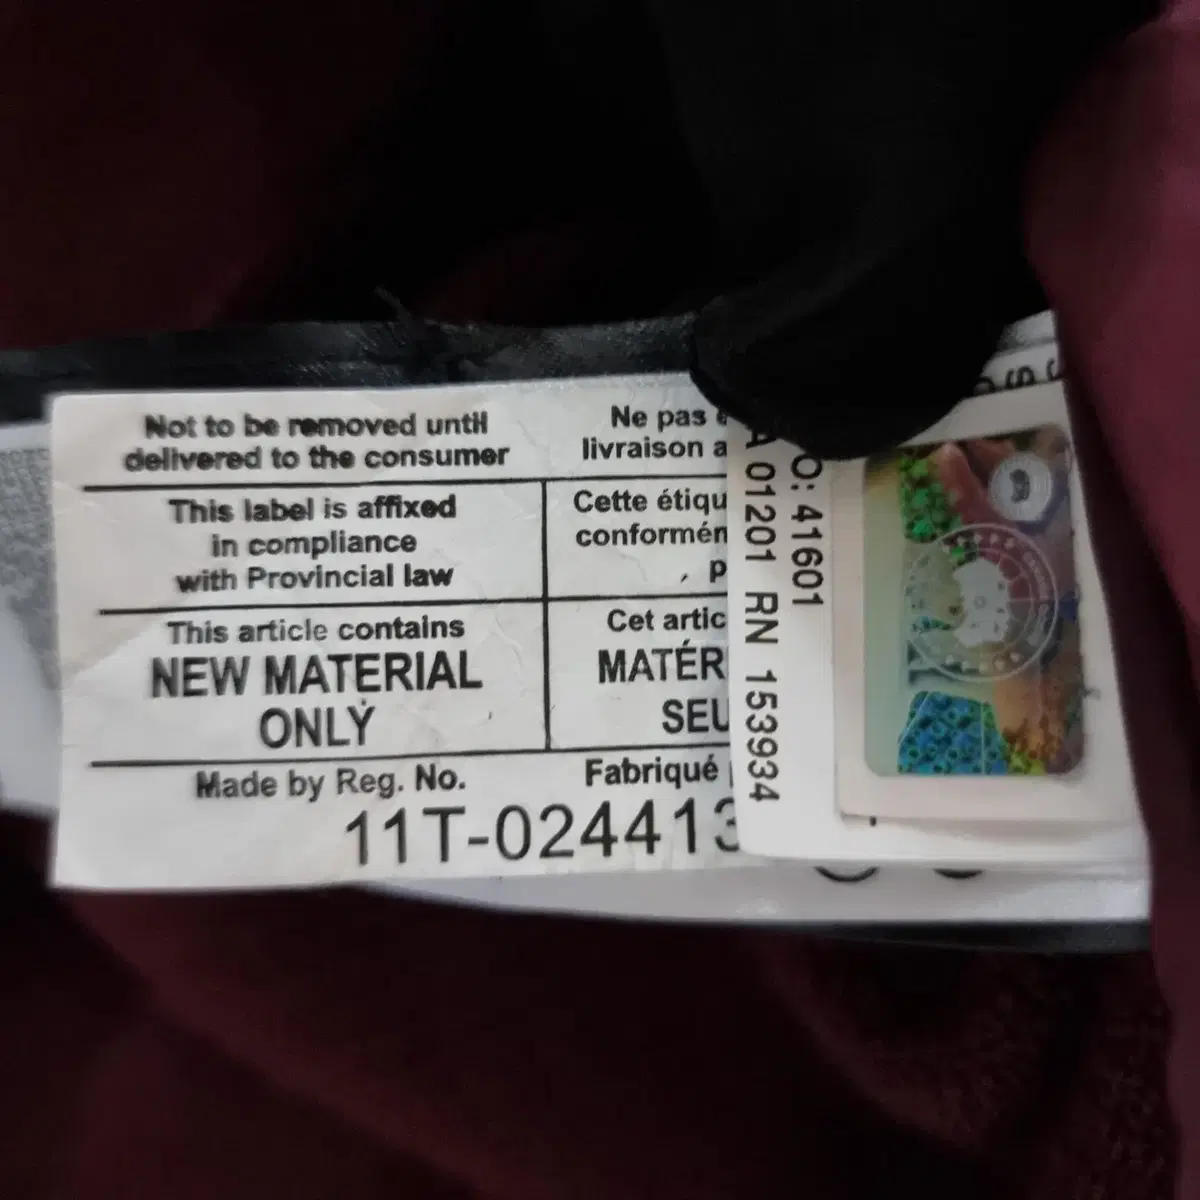 Not to be removed until
delivered to the consumer
Ne pas
livraison a
This label is affixed
in compliance
with Provincial law
Cette étiqu
conformén
, p
This article contains
NEW MATERIAL
ONLY
Cet artic
MATÉR
SEU
Made by Reg. No.
Fabriqué
11T-024413
O: 41601
A 01201 RN 153934